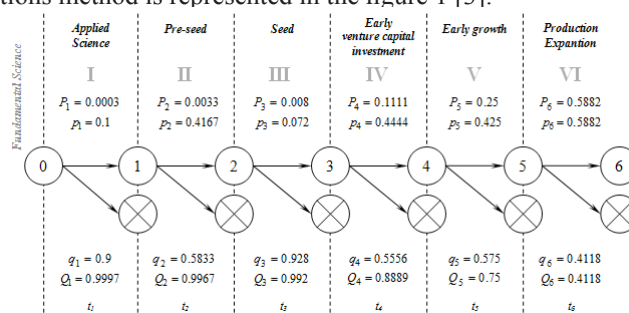 ons method is represented in the figure 1 [3].
Fundamental Science
Applied Science Pre-seed Seed Early venture capital investment Early growth Production Expantion
I II III IV V VI
P₁ = 0.0003 P₂ = 0.0033 P₃ = 0.008 P₄ = 0.1111 P₅ = 0.25 P₆ = 0.5882
p₁ = 0.1 p₂ = 0.4167 p₃ = 0.072 p₄ = 0.4444 p₅ = 0.425 p₆ = 0.5882
0 1 2 3 4 5 6
q₁ = 0.9 q₂ = 0.5833 q₃ = 0.928 q₄ = 0.5556 q₅ = 0.575 q₆ = 0.4118
Q₁ = 0.9997 Q₂ = 0.9967 Q₃ = 0.992 Q₄ = 0.8889 Q₅ = 0.75 Q₆ = 0.4118
t₁ t₂ t₃ t₄ t₅ t₆